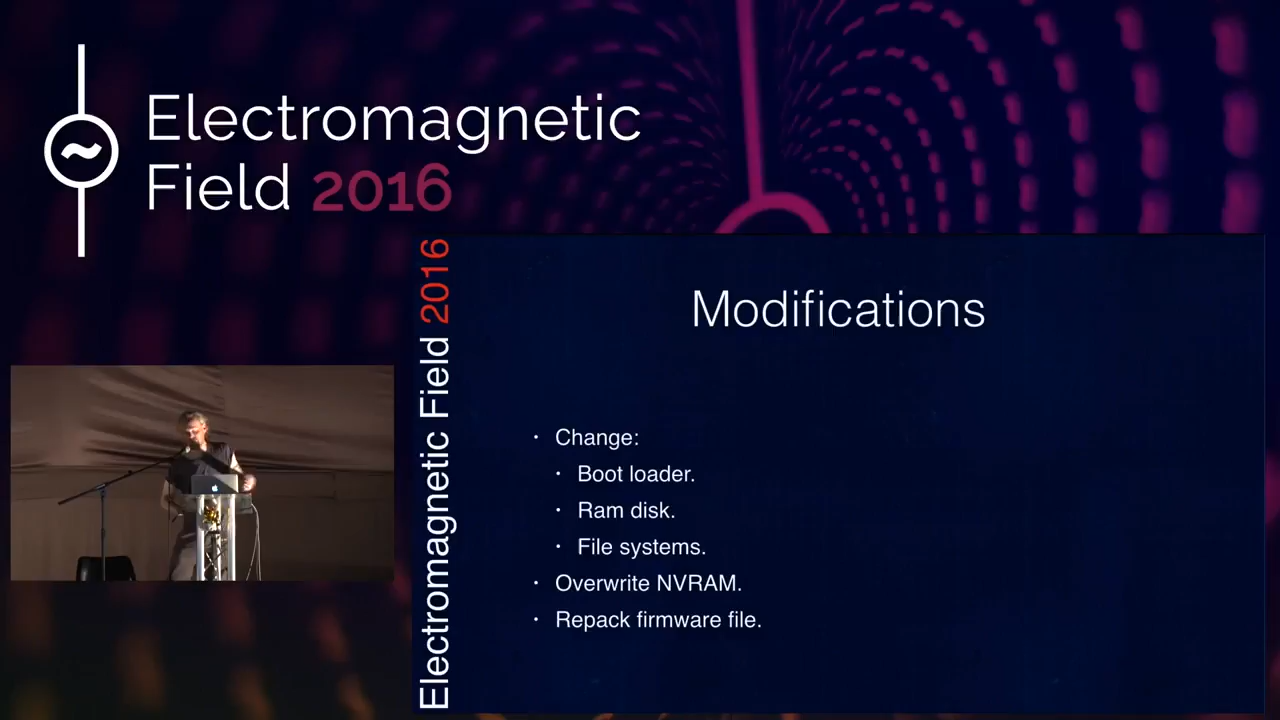 Electromagnetic
Field 2016
Electromagnetic Field 2016
Modifications
· Change:
· Boot loader.
· Ram disk.
· File systems.
· Overwrite NVRAM.
· Repack firmware file.